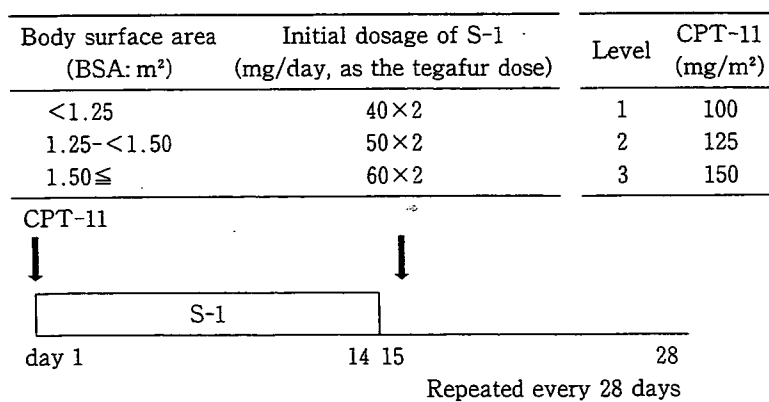 Body surface area Initial dosage of S-1
(BSA: m²) (mg/day, as the tegafur dose)
<1.25 40×2
1.25-<1.50 50×2
1.50≦ 60×2
Level CPT-11
(mg/m²)
1 100
2 125
3 150
CPT-11
S-1
day 1 14 15 28
Repeated every 28 days